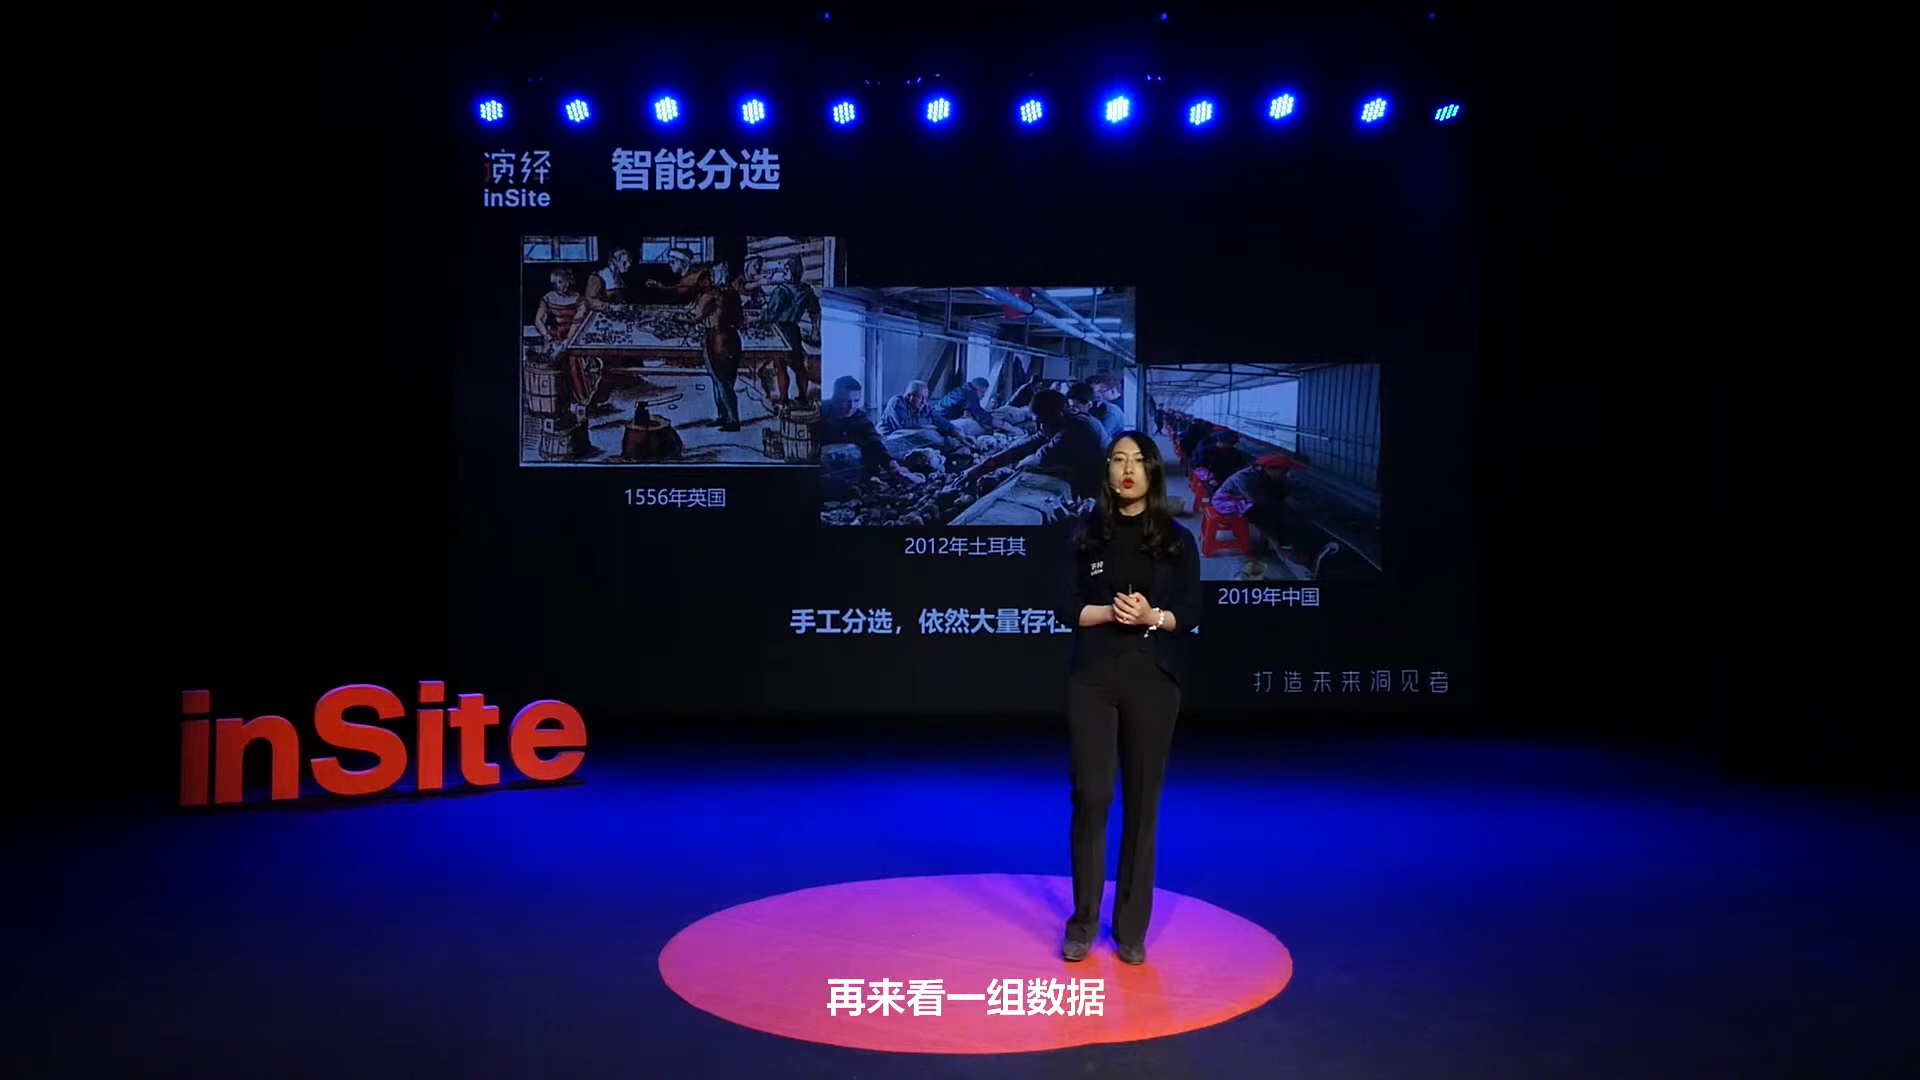 演绎
inSite
智能分选
1556年英国
2012年土耳其
2019年中国
手工分选，依然大量存在
打造未来洞见者
inSite
再来看一组数据